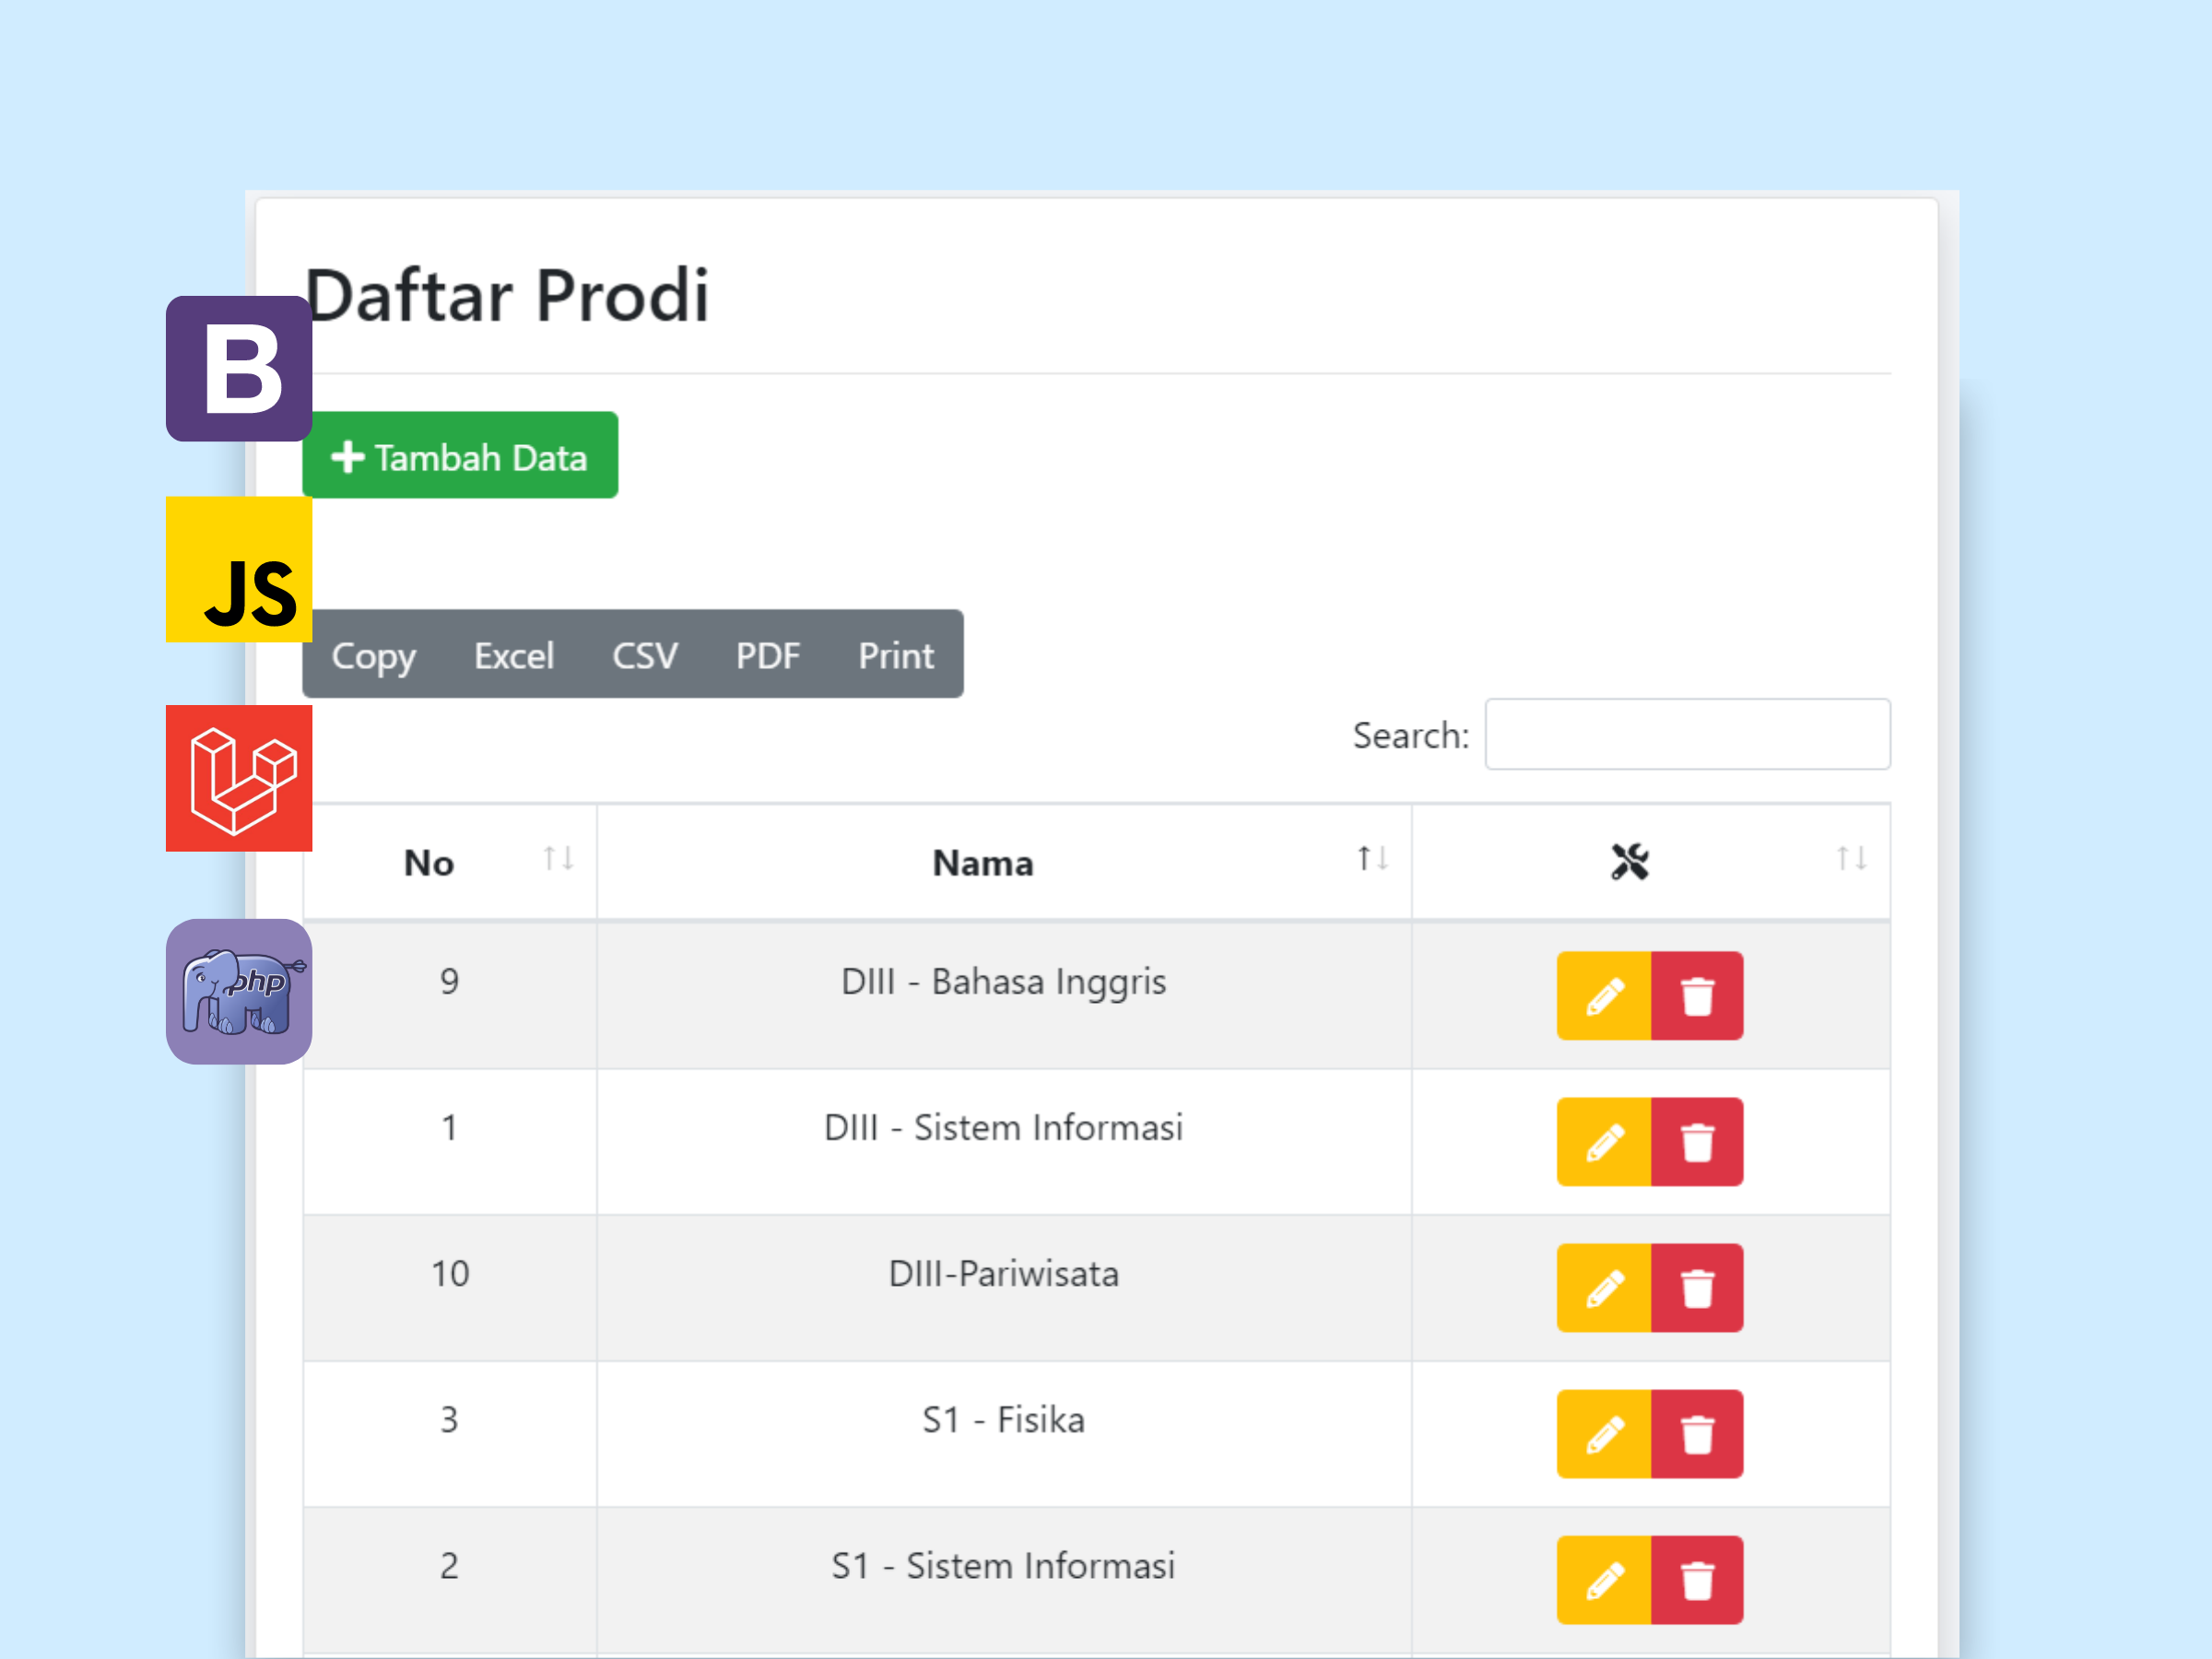 Daftar Prodi
B
Tambah Data
JS
Copy Excel CSV PDF Print
Search:
No Nama
php
9 DIII - Bahasa Inggris
1 DIII - Sistem Informasi
10 DIII-Pariwisata
3 S1 - Fisika
2 S1 - Sistem Informasi